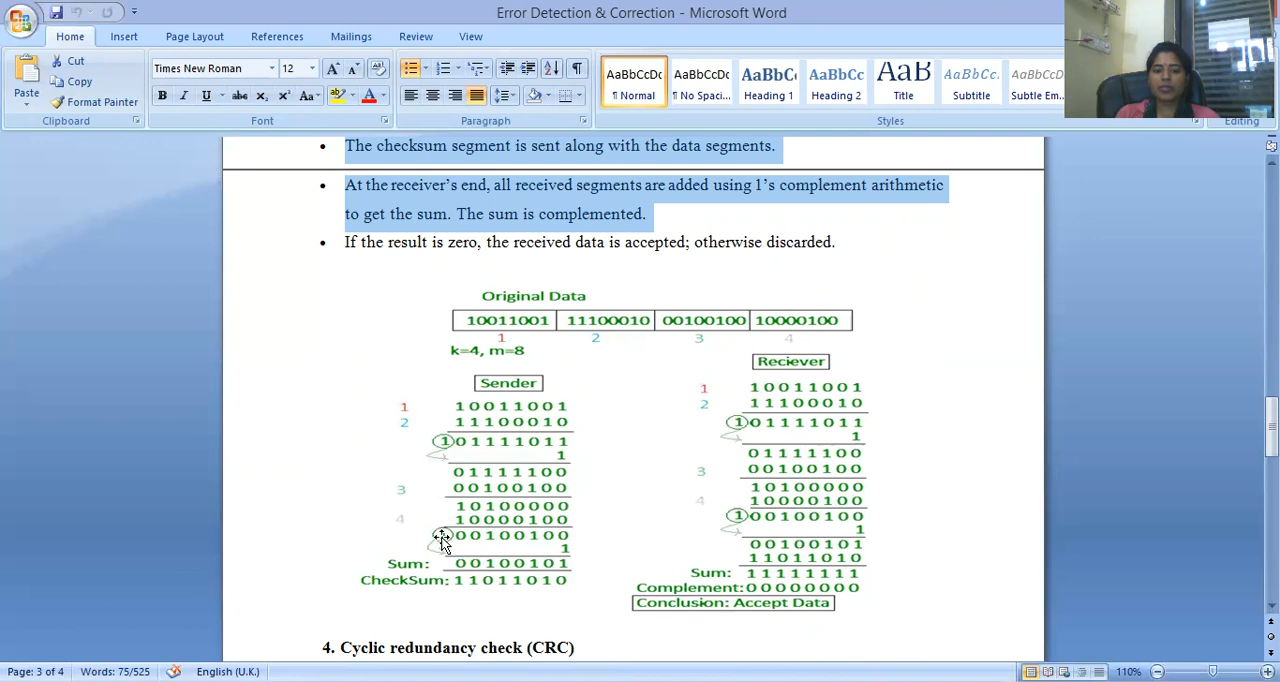 Error Detection & Correction - Microsoft Word
Home Insert Page Layout References Mailings Review View
Cut
Copy
Format Painter
Paste
Clipboard
Times New Roman 12
Font
Paragraph
AaBbCcDc AaBbCcDc AaBbC AaBbCc AaB AaBbCc. AaBbCcDc
¶ Normal ¶ No Spaci... Heading 1 Heading 2 Title Subtitle Subtle Em...
Styles
Editing
• The checksum segment is sent along with the data segments.
• At the receiver's end, all received segments are added using 1's complement arithmetic
to get the sum. The sum is complemented.
• If the result is zero, the received data is accepted; otherwise discarded.
Original Data
10011001 11100010 00100100 10000100
1 2 3 4
k=4, m=8
Sender
1 10011001
2 11100010
1 01111011
1
01111100
3 00100100
10100000
4 10000100
00100100
1
Sum: 00100101
CheckSum: 11011010
Reciever
1 10011001
2 11100010
1 01111011
1
01111100
3 00100100
10100000
4 10000100
1 00100100
1
00100101
11011010
Sum: 11111111
Complement: 00000000
Conclusion: Accept Data
4. Cyclic redundancy check (CRC)
Page: 3 of 4 Words: 75/525 English (U.K.) 110%